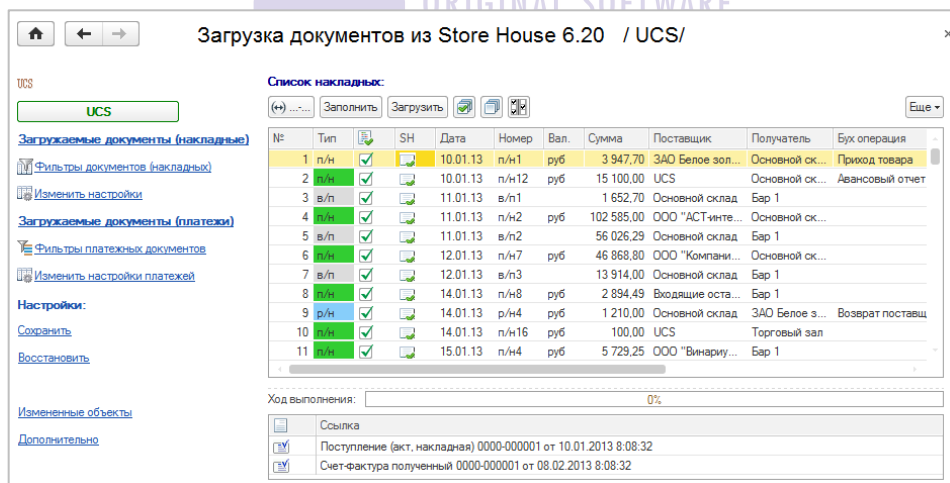 ORIGINAL SOFTWARE
Загрузка документов из Store House 6.20 / UCS/
UCS
UCS
Загружаемые документы (накладные)
Фильтры документов (накладных)
Изменить настройки
Загружаемые документы (платежи)
Фильтры платежных документов
Изменить настройки платежей
Настройки:
Сохранить
Восстановить
Измененные объекты
Дополнительно
Список накладных:
(↔) ...-... Заполнить Загрузить Еще
№ Тип SH Дата Номер Вал. Сумма Поставщик Получатель Бух операция
1 п/н 10.01.13 п/н1 руб 3 947,70 ЗАО Белое зол... Основной ск... Приход товара
2 п/н 10.01.13 п/н12 руб 15 100,00 UCS Основной ск... Авансовый отчет
3 в/п 11.01.13 в/п1 1 652,70 Основной склад Бар 1
4 п/н 11.01.13 п/н2 руб 102 585,00 ООО "АСТ-инте... Основной ск...
5 в/п 11.01.13 в/п2 56 026,29 Основной склад Бар 1
6 п/н 12.01.13 п/н7 руб 46 868,80 ООО "Компани... Основной ск...
7 в/п 12.01.13 в/п3 13 914,00 Основной склад Бар 1
8 п/н 14.01.13 п/н8 руб 2 894,49 Входящие оста... Бар 1
9 р/н 14.01.13 р/н4 руб 1 210,00 Основной склад ЗАО Белое з... Возврат поставщ
10 п/н 14.01.13 п/н16 руб 100,00 UCS Торговый зал
11 п/н 15.01.13 п/н4 руб 5 729,25 ООО "Винариу... Бар 1
Ход выполнения: 0%
Ссылка
Поступление (акт, накладная) 0000-000001 от 10.01.2013 8:08:32
Счет-фактура полученный 0000-000001 от 08.02.2013 8:08:32